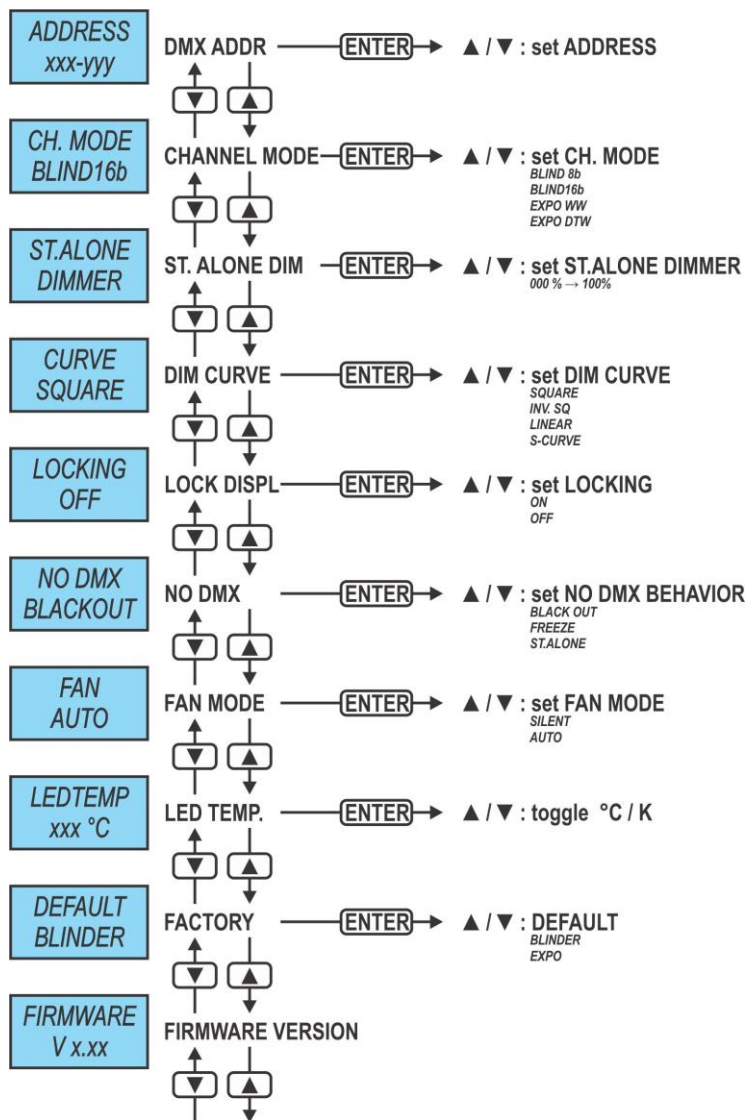 ADDRESS
xxx-yyy
DMX ADDR
ENTER
▲ / ▼ : set ADDRESS
CH. MODE
BLIND16b
CHANNEL MODE
ENTER
▲ / ▼ : set CH. MODE
BLIND 8b
BLIND16b
EXPO WW
EXPO DTW
ST.ALONE
DIMMER
ST. ALONE DIM
ENTER
▲ / ▼ : set ST.ALONE DIMMER
000 % → 100%
CURVE
SQUARE
DIM CURVE
ENTER
▲ / ▼ : set DIM CURVE
SQUARE
INV. SQ
LINEAR
S-CURVE
LOCKING
OFF
LOCK DISPL
ENTER
▲ / ▼ : set LOCKING
ON
OFF
NO DMX
BLACKOUT
NO DMX
ENTER
▲ / ▼ : set NO DMX BEHAVIOR
BLACK OUT
FREEZE
ST.ALONE
FAN
AUTO
FAN MODE
ENTER
▲ / ▼ : set FAN MODE
SILENT
AUTO
LEDTEMP
xxx °C
LED TEMP.
ENTER
▲ / ▼ : toggle °C / K
DEFAULT
BLINDER
FACTORY
ENTER
▲ / ▼ : DEFAULT
BLINDER
EXPO
FIRMWARE
V x.xx
FIRMWARE VERSION